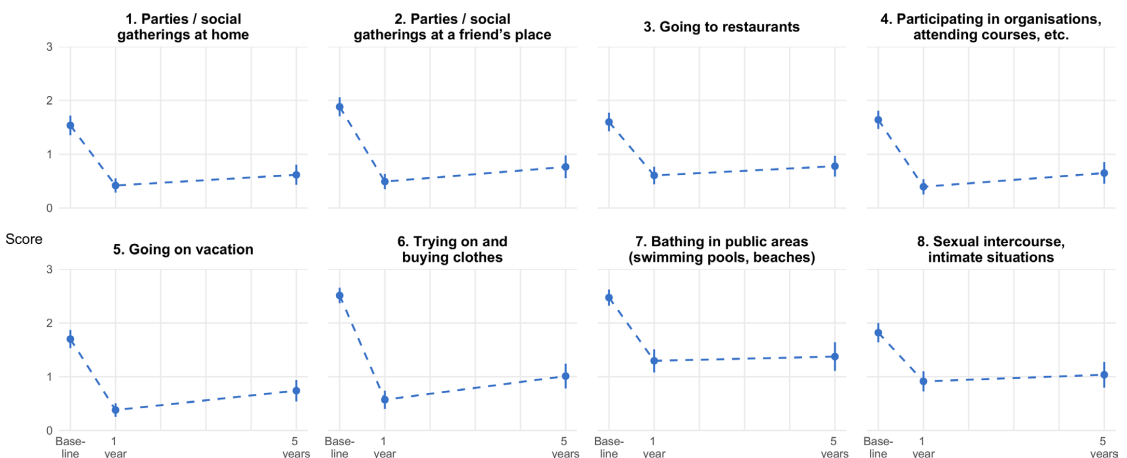 1. Parties / social
gatherings at home
2. Parties / social
gatherings at a friend’s place
3. Going to restaurants
4. Participating in organisations,
attending courses, etc.
3
2
1
0
Score
5. Going on vacation
6. Trying on and
buying clothes
7. Bathing in public areas
(swimming pools, beaches)
8. Sexual intercourse,
intimate situations
3
2
1
0
Base-
line
1
year
5
years
Base-
line
1
year
5
years
Base-
line
1
year
5
years
Base-
line
1
year
5
years